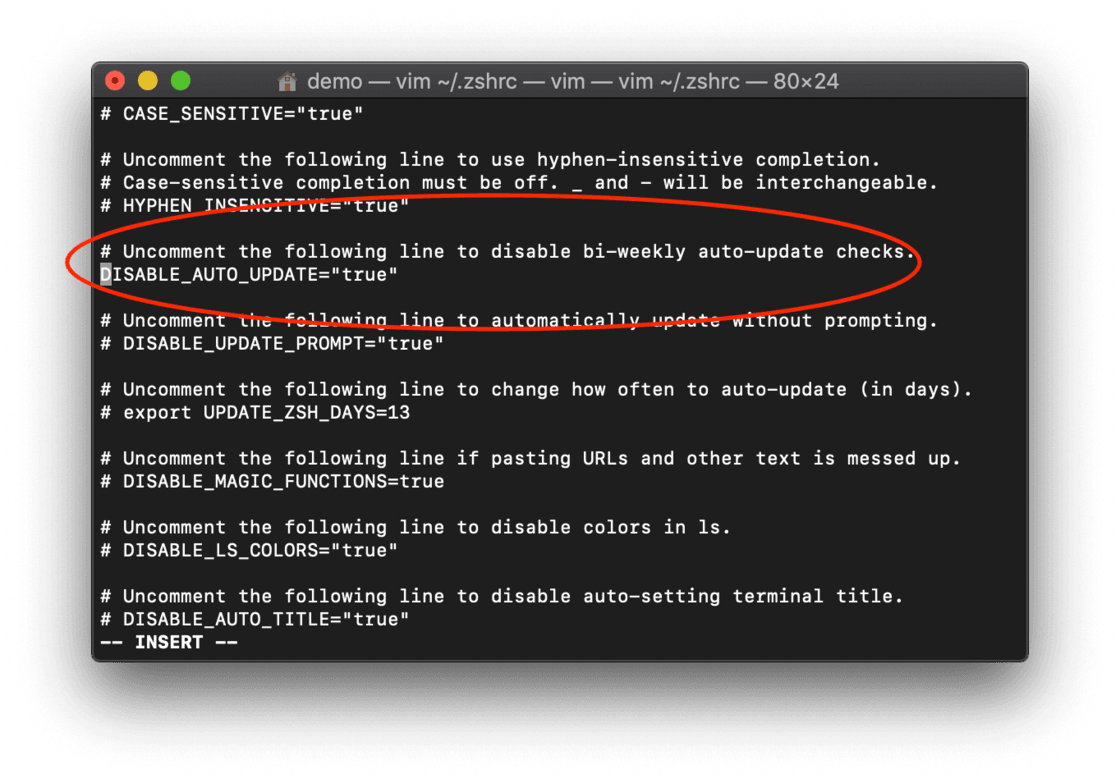 demo — vim ~/.zshrc — vim — vim ~/.zshrc — 80×24
# CASE_SENSITIVE="true"
# Uncomment the following line to use hyphen-insensitive completion.
# Case-sensitive completion must be off. _ and - will be interchangeable.
# HYPHEN_INSENSITIVE="true"
# Uncomment the following line to disable bi-weekly auto-update checks.
DISABLE_AUTO_UPDATE="true"
# Uncomment the following line to automatically update without prompting.
# DISABLE_UPDATE_PROMPT="true"
# Uncomment the following line to change how often to auto-update (in days).
# export UPDATE_ZSH_DAYS=13
# Uncomment the following line if pasting URLs and other text is messed up.
# DISABLE_MAGIC_FUNCTIONS=true
# Uncomment the following line to disable colors in ls.
# DISABLE_LS_COLORS="true"
# Uncomment the following line to disable auto-setting terminal title.
# DISABLE_AUTO_TITLE="true"
-- INSERT --